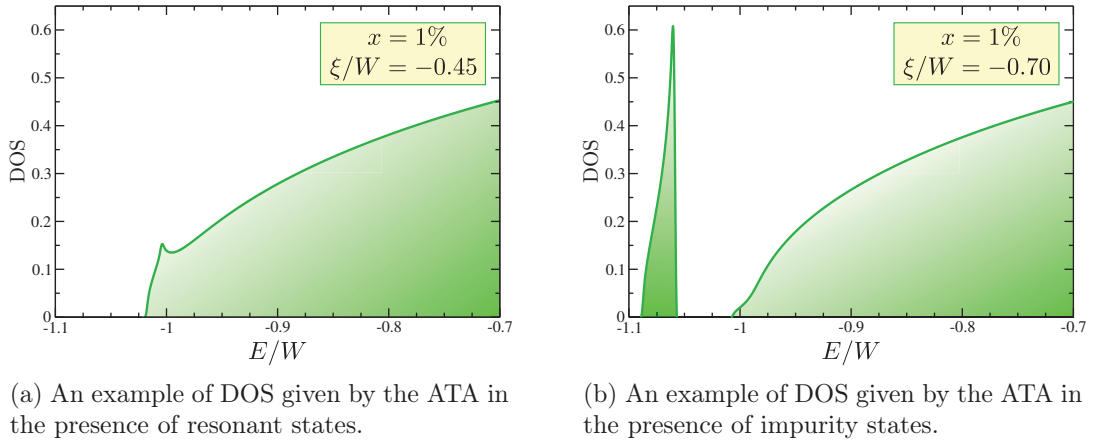 x = 1%
ξ/W = −0.45
DOS
0.6
0.5
0.4
0.3
0.2
0.1
0
-1.1
-1
-0.9
-0.8
-0.7
E/W
(a) An example of DOS given by the ATA in
the presence of resonant states.
x = 1%
ξ/W = −0.70
DOS
0.6
0.5
0.4
0.3
0.2
0.1
0
-1.1
-1
-0.9
-0.8
-0.7
E/W
(b) An example of DOS given by the ATA in
the presence of impurity states.